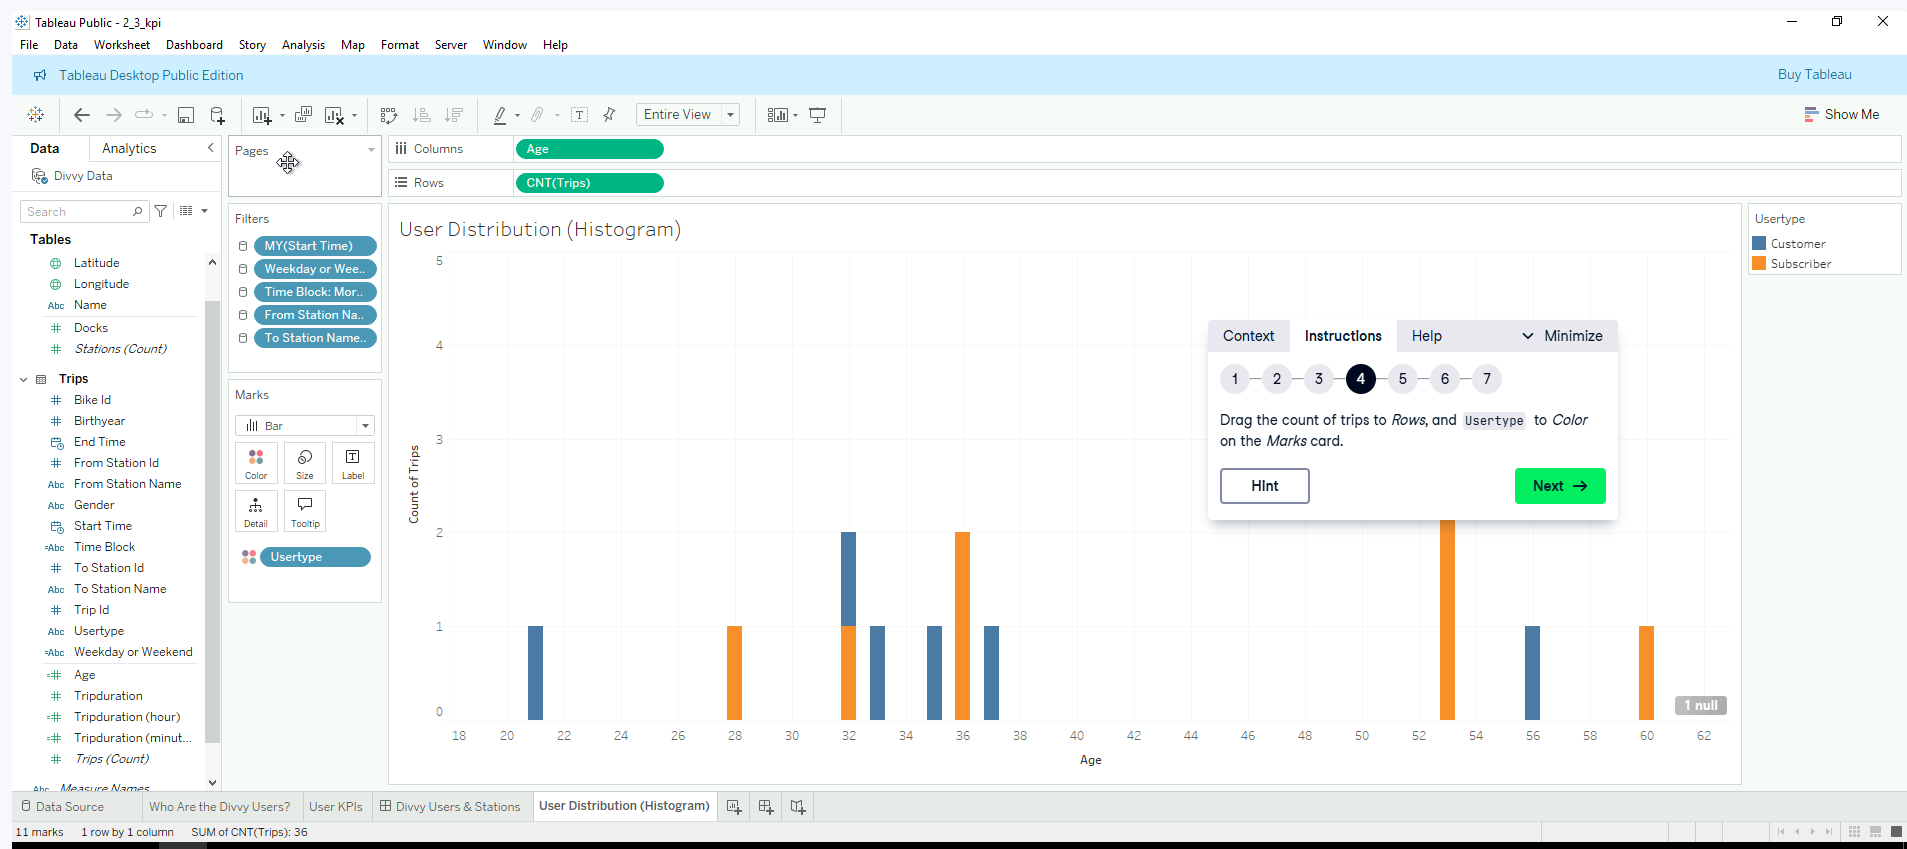 Tableau Public - 2_3_kpi
File Data Worksheet Dashboard Story Analysis Map Format Server Window Help
Tableau Desktop Public Edition
Buy Tableau
Entire View
Show Me
Data
Analytics
Divvy Data
Search
Tables
Latitude
Longitude
Abc Name
Docks
Stations (Count)
Trips
Bike Id
Birthyear
End Time
From Station Id
Abc From Station Name
Abc Gender
Start Time
=Abc Time Block
To Station Id
Abc To Station Name
Trip Id
Abc Usertype
=Abc Weekday or Weekend
Age
Tripduration
Tripduration (hour)
Tripduration (minut...
Trips (Count)
Abc Measure Names
Pages
Filters
MY(Start Time)
Weekday or Wee..
Time Block: Mor..
From Station Na..
To Station Name..
Marks
Bar
Color
Size
Label
Detail
Tooltip
Usertype
Columns
Age
Rows
CNT(Trips)
User Distribution (Histogram)
5
4
3
2
1
0
Count of Trips
18 20 22 24 26 28 30 32 34 36 38 40 42 44 46 48 50 52 54 56 58 60 62
Age
1 null
Context
Instructions
Help
Minimize
1 2 3 4 5 6 7
Drag the count of trips to Rows, and Usertype to Color
on the Marks card.
Hint
Next →
Usertype
Customer
Subscriber
Data Source
Who Are the Divvy Users?
User KPIs
Divvy Users & Stations
User Distribution (Histogram)
11 marks
1 row by 1 column
SUM of CNT(Trips): 36